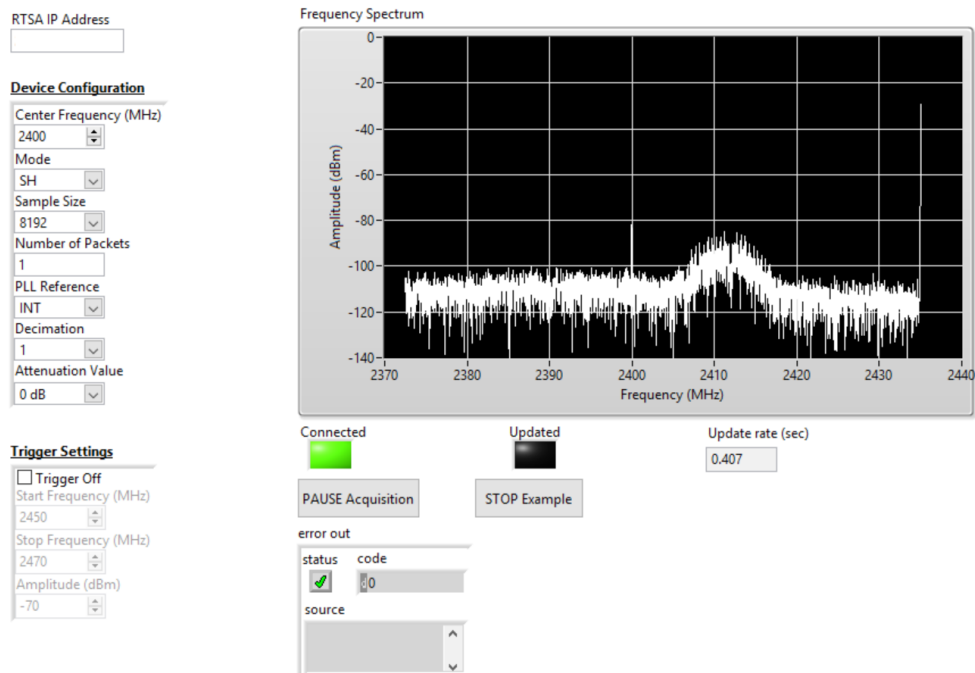 RTSA IP Address
Device Configuration
Center Frequency (MHz)
2400
Mode
SH
Sample Size
8192
Number of Packets
1
PLL Reference
INT
Decimation
1
Attenuation Value
0 dB
Trigger Settings
Trigger Off
Start Frequency (MHz)
2450
Stop Frequency (MHz)
2470
Amplitude (dBm)
-70
Frequency Spectrum
Amplitude (dBm)
0
-20
-40
-60
-80
-100
-120
-140
2370 2380 2390 2400 2410 2420 2430 2440
Frequency (MHz)
Connected Updated Update rate (sec)
0.407
PAUSE Acquisition STOP Example
error out
status code
d0
source